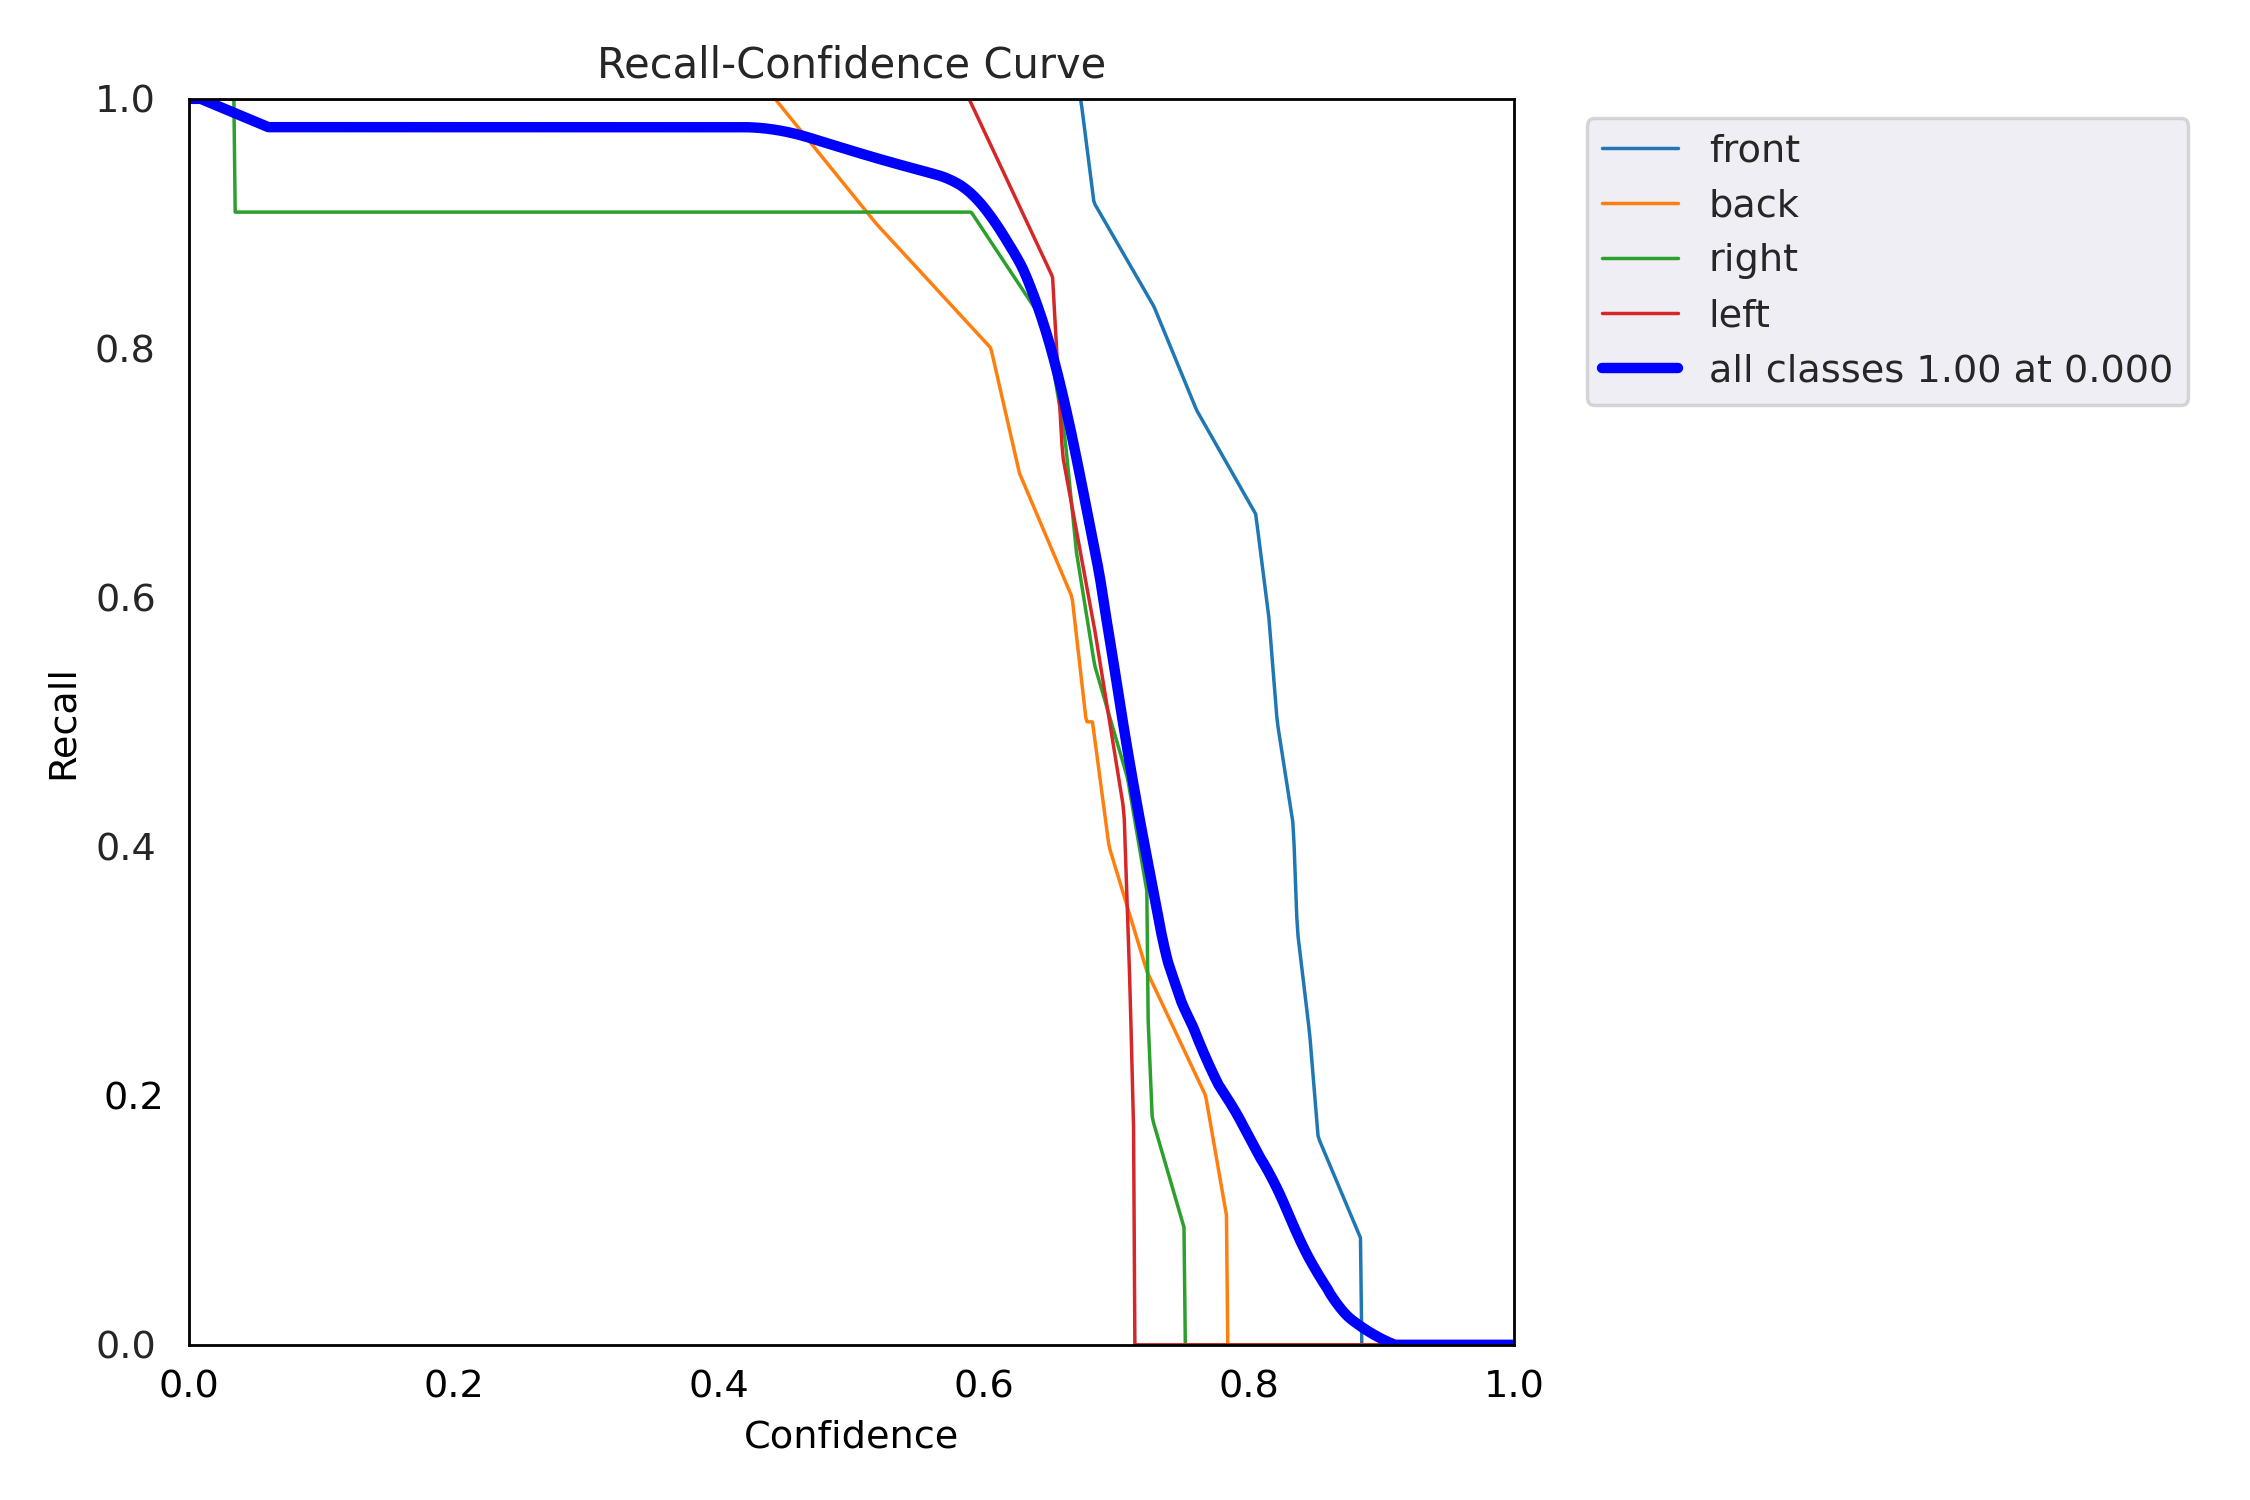 Recall-Confidence Curve
1.0
0.8
0.6
0.4
0.2
0.0
Recall
0.0 0.2 0.4 0.6 0.8 1.0
Confidence
front
back
right
left
all classes 1.00 at 0.000